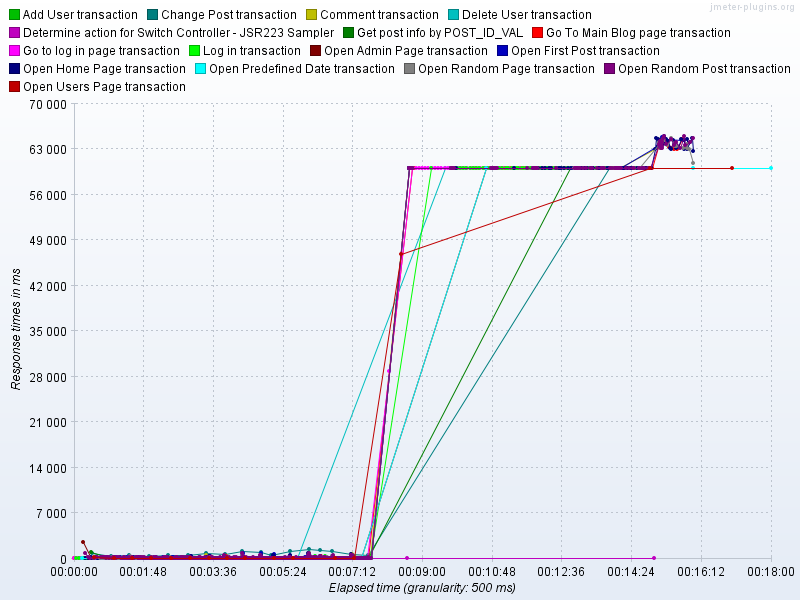 jmeter-plugins.org
Add User transaction Change Post transaction Comment transaction Delete User transaction
Determine action for Switch Controller - JSR223 Sampler Get post info by POST_ID_VAL Go To Main Blog page transaction
Go to log in page transaction Log in transaction Open Admin Page transaction Open First Post transaction
Open Home Page transaction Open Predefined Date transaction Open Random Page transaction Open Random Post transaction
Open Users Page transaction
70 000
63 000
56 000
49 000
42 000
35 000
28 000
21 000
14 000
7 000
0
Response times in ms
00:00:00 00:01:48 00:03:36 00:05:24 00:07:12 00:09:00 00:10:48 00:12:36 00:14:24 00:16:12 00:18:00
Elapsed time (granularity: 500 ms)